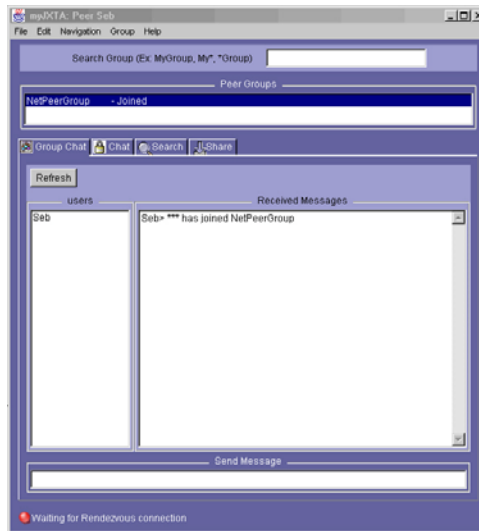 myJXTA: Peer Seb
File Edit Navigation Group Help
Search Group (Ex: MyGroup, My*, *Group)
Peer Groups
NetPeerGroup - Joined
Group Chat Chat Search Share
Refresh
users Received Messages
Seb Seb> *** has joined NetPeerGroup
Send Message
Waiting for Rendezvous connection